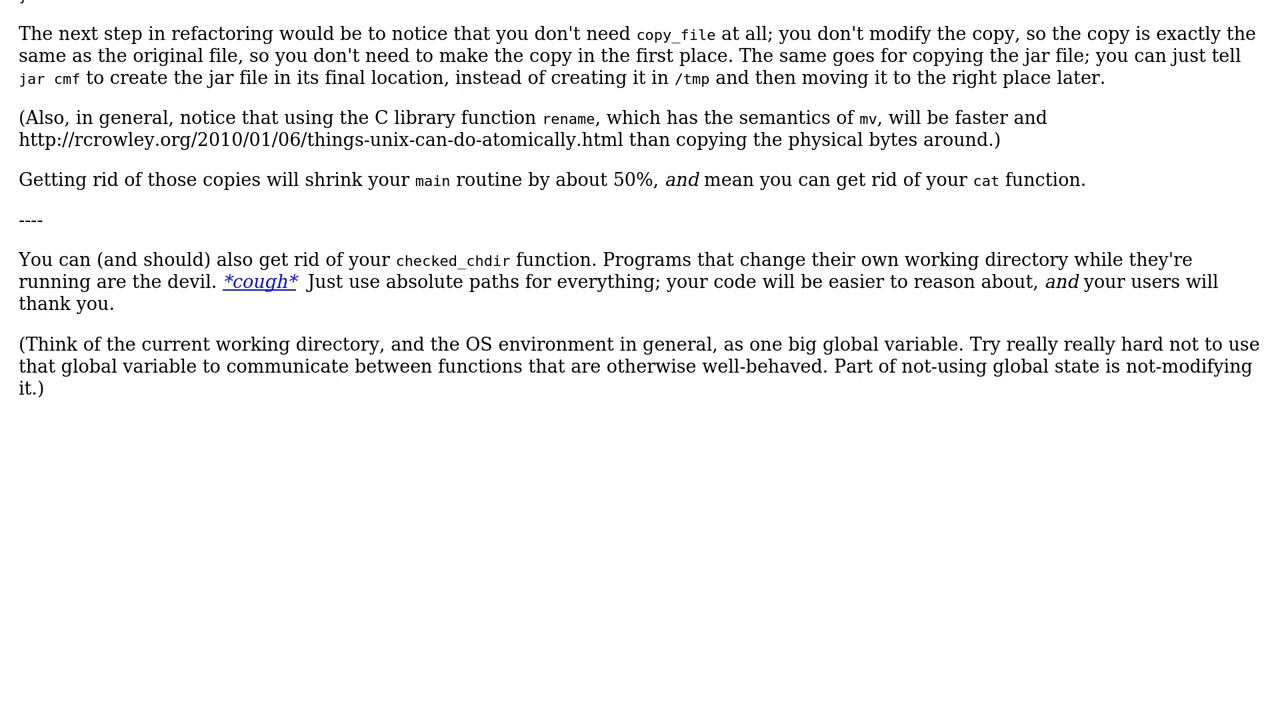 The next step in refactoring would be to notice that you don't need copy_file at all; you don't modify the copy, so the copy is exactly the
same as the original file, so you don't need to make the copy in the first place. The same goes for copying the jar file; you can just tell
jar cmf to create the jar file in its final location, instead of creating it in /tmp and then moving it to the right place later.
(Also, in general, notice that using the C library function rename, which has the semantics of mv, will be faster and
http://rcrowley.org/2010/01/06/things-unix-can-do-atomically.html than copying the physical bytes around.)
Getting rid of those copies will shrink your main routine by about 50%, and mean you can get rid of your cat function.
----
You can (and should) also get rid of your checked_chdir function. Programs that change their own working directory while they're
running are the devil. *cough* Just use absolute paths for everything; your code will be easier to reason about, and your users will
thank you.
(Think of the current working directory, and the OS environment in general, as one big global variable. Try really really hard not to use
that global variable to communicate between functions that are otherwise well-behaved. Part of not-using global state is not-modifying
it.)